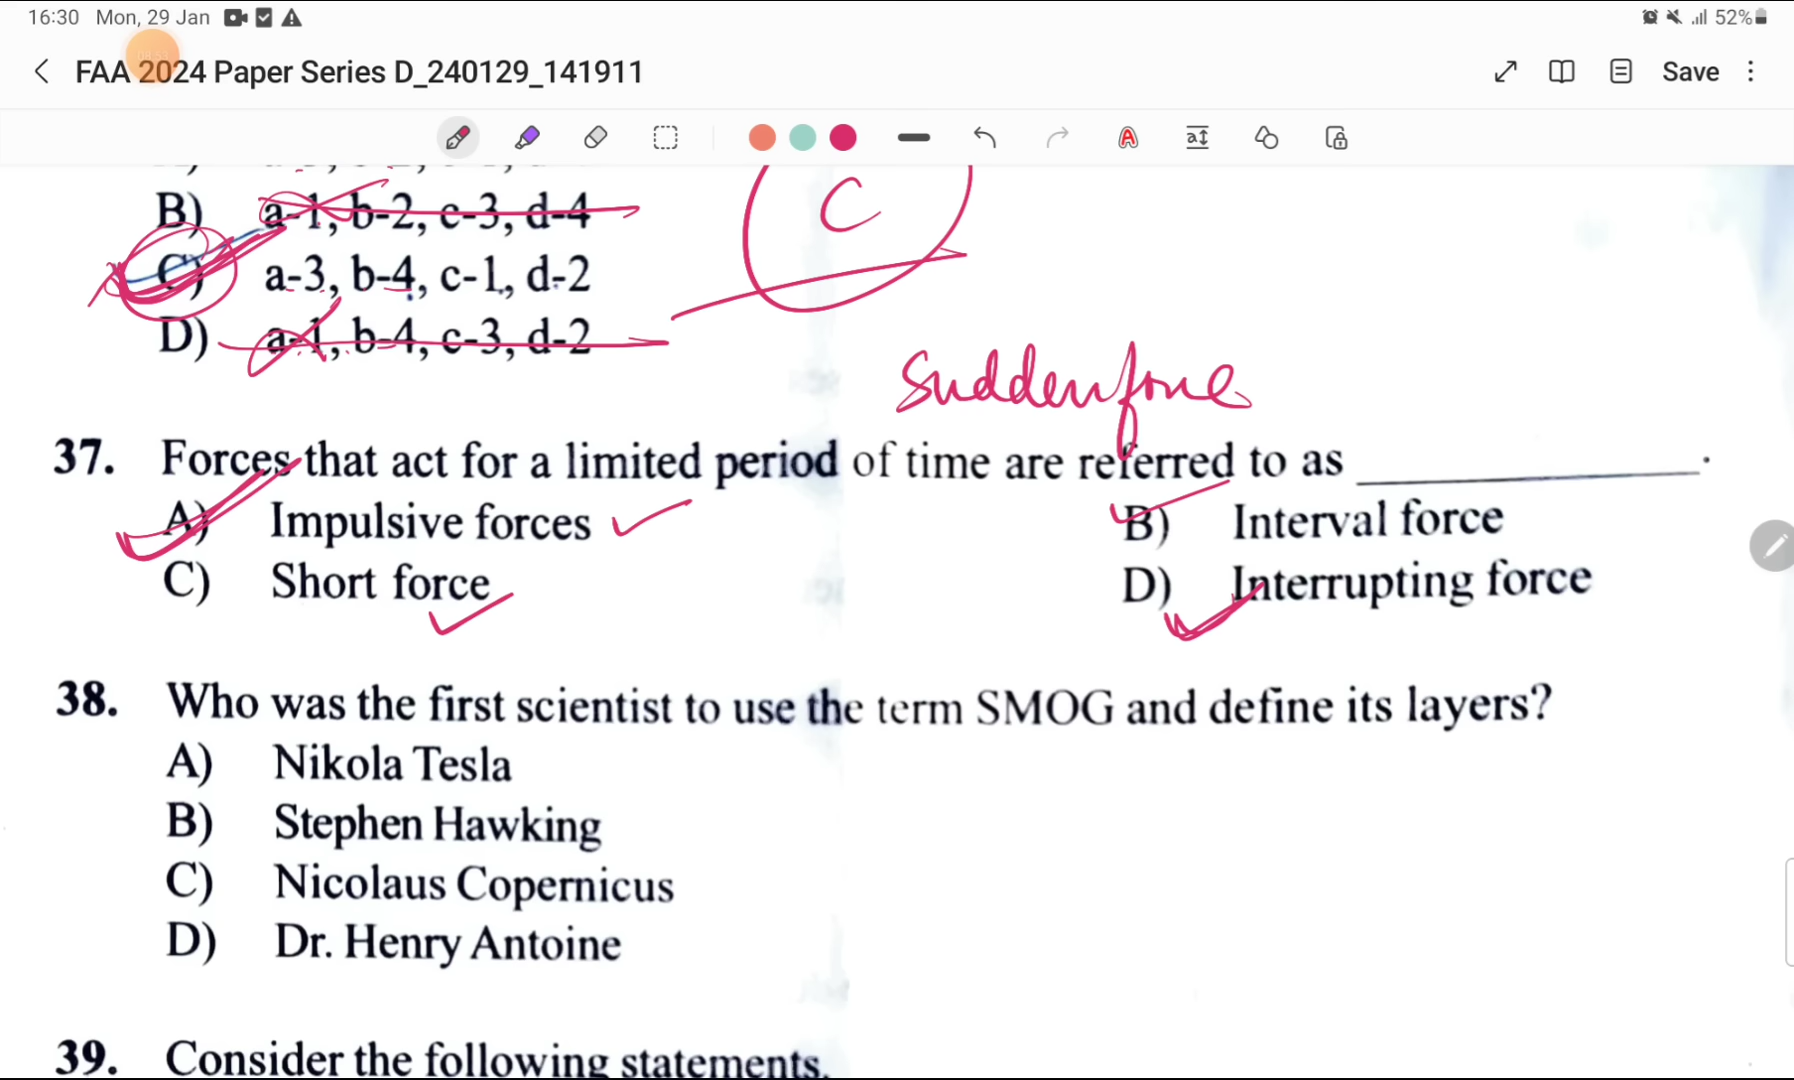 16:30 Mon, 29 Jan 52%
FAA 2024 Paper Series D_240129_141911 Save
B) a-1, b-2, c-3, d-4
C
C) a-3, b-4, c-1, d-2
D) a-1, b-4, c-3, d-2
Sudden force
37. Forces that act for a limited period of time are referred to as ____________.
A) Impulsive forces B) Interval force
C) Short force D) Interrupting force
38. Who was the first scientist to use the term SMOG and define its layers?
A) Nikola Tesla
B) Stephen Hawking
C) Nicolaus Copernicus
D) Dr. Henry Antoine
39. Consider the following statements.